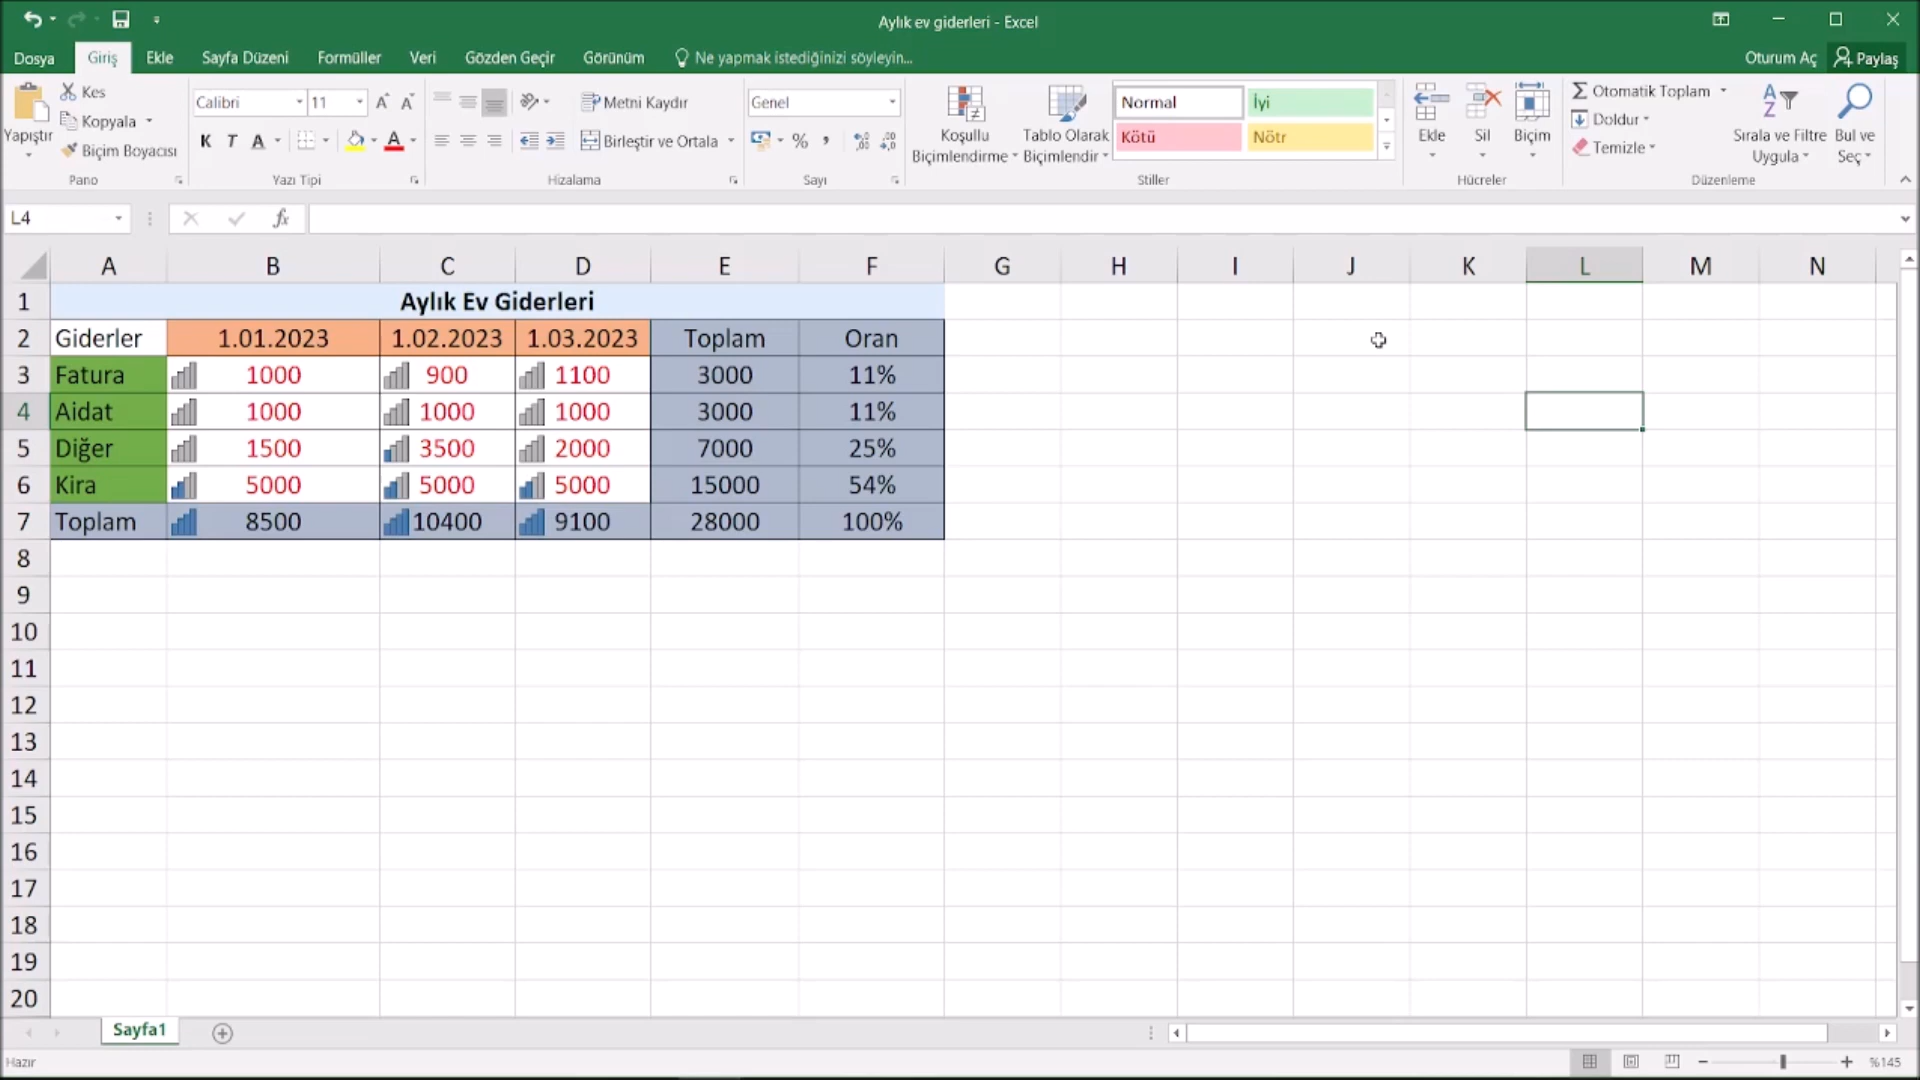 Aylık ev giderleri - Excel
Dosya Giriş Ekle Sayfa Düzeni Formüller Veri Gözden Geçir Görünüm Ne yapmak istediğinizi söyleyin... Oturum Aç Paylaş
Yapıştır
Kes
Kopyala
Biçim Boyacısı
Pano
Calibri 11
K T A
Yazı Tipi
Metni Kaydır
Birleştir ve Ortala
Hizalama
Genel
%
Sayı
Koşullu Biçimlendirme
Tablo Olarak Biçimlendir
Normal İyi
Kötü Nötr
Stiller
Ekle Sil Biçim
Hücreler
Otomatik Toplam
Doldur
Temizle
Sırala ve Filtre Uygula
Bul ve Seç
Düzenleme
L4 fx
A B C D E F G H I J K L M N
1 Aylık Ev Giderleri
2 Giderler 1.01.2023 1.02.2023 1.03.2023 Toplam Oran
3 Fatura 1000 900 1100 3000 11%
4 Aidat 1000 1000 1000 3000 11%
5 Diğer 1500 3500 2000 7000 25%
6 Kira 5000 5000 5000 15000 54%
7 Toplam 8500 10400 9100 28000 100%
8
9
10
11
12
13
14
15
16
17
18
19
20
Sayfa1
Hazır %145